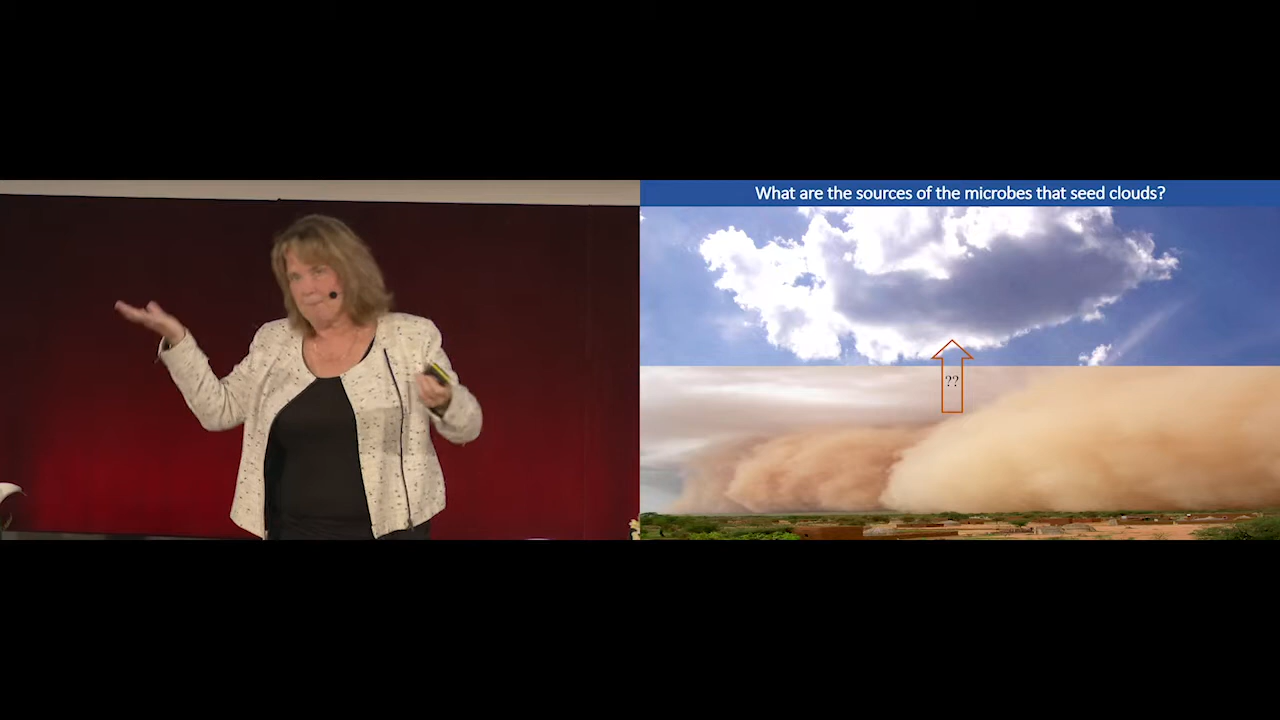 What are the sources of the microbes that seed clouds?
??